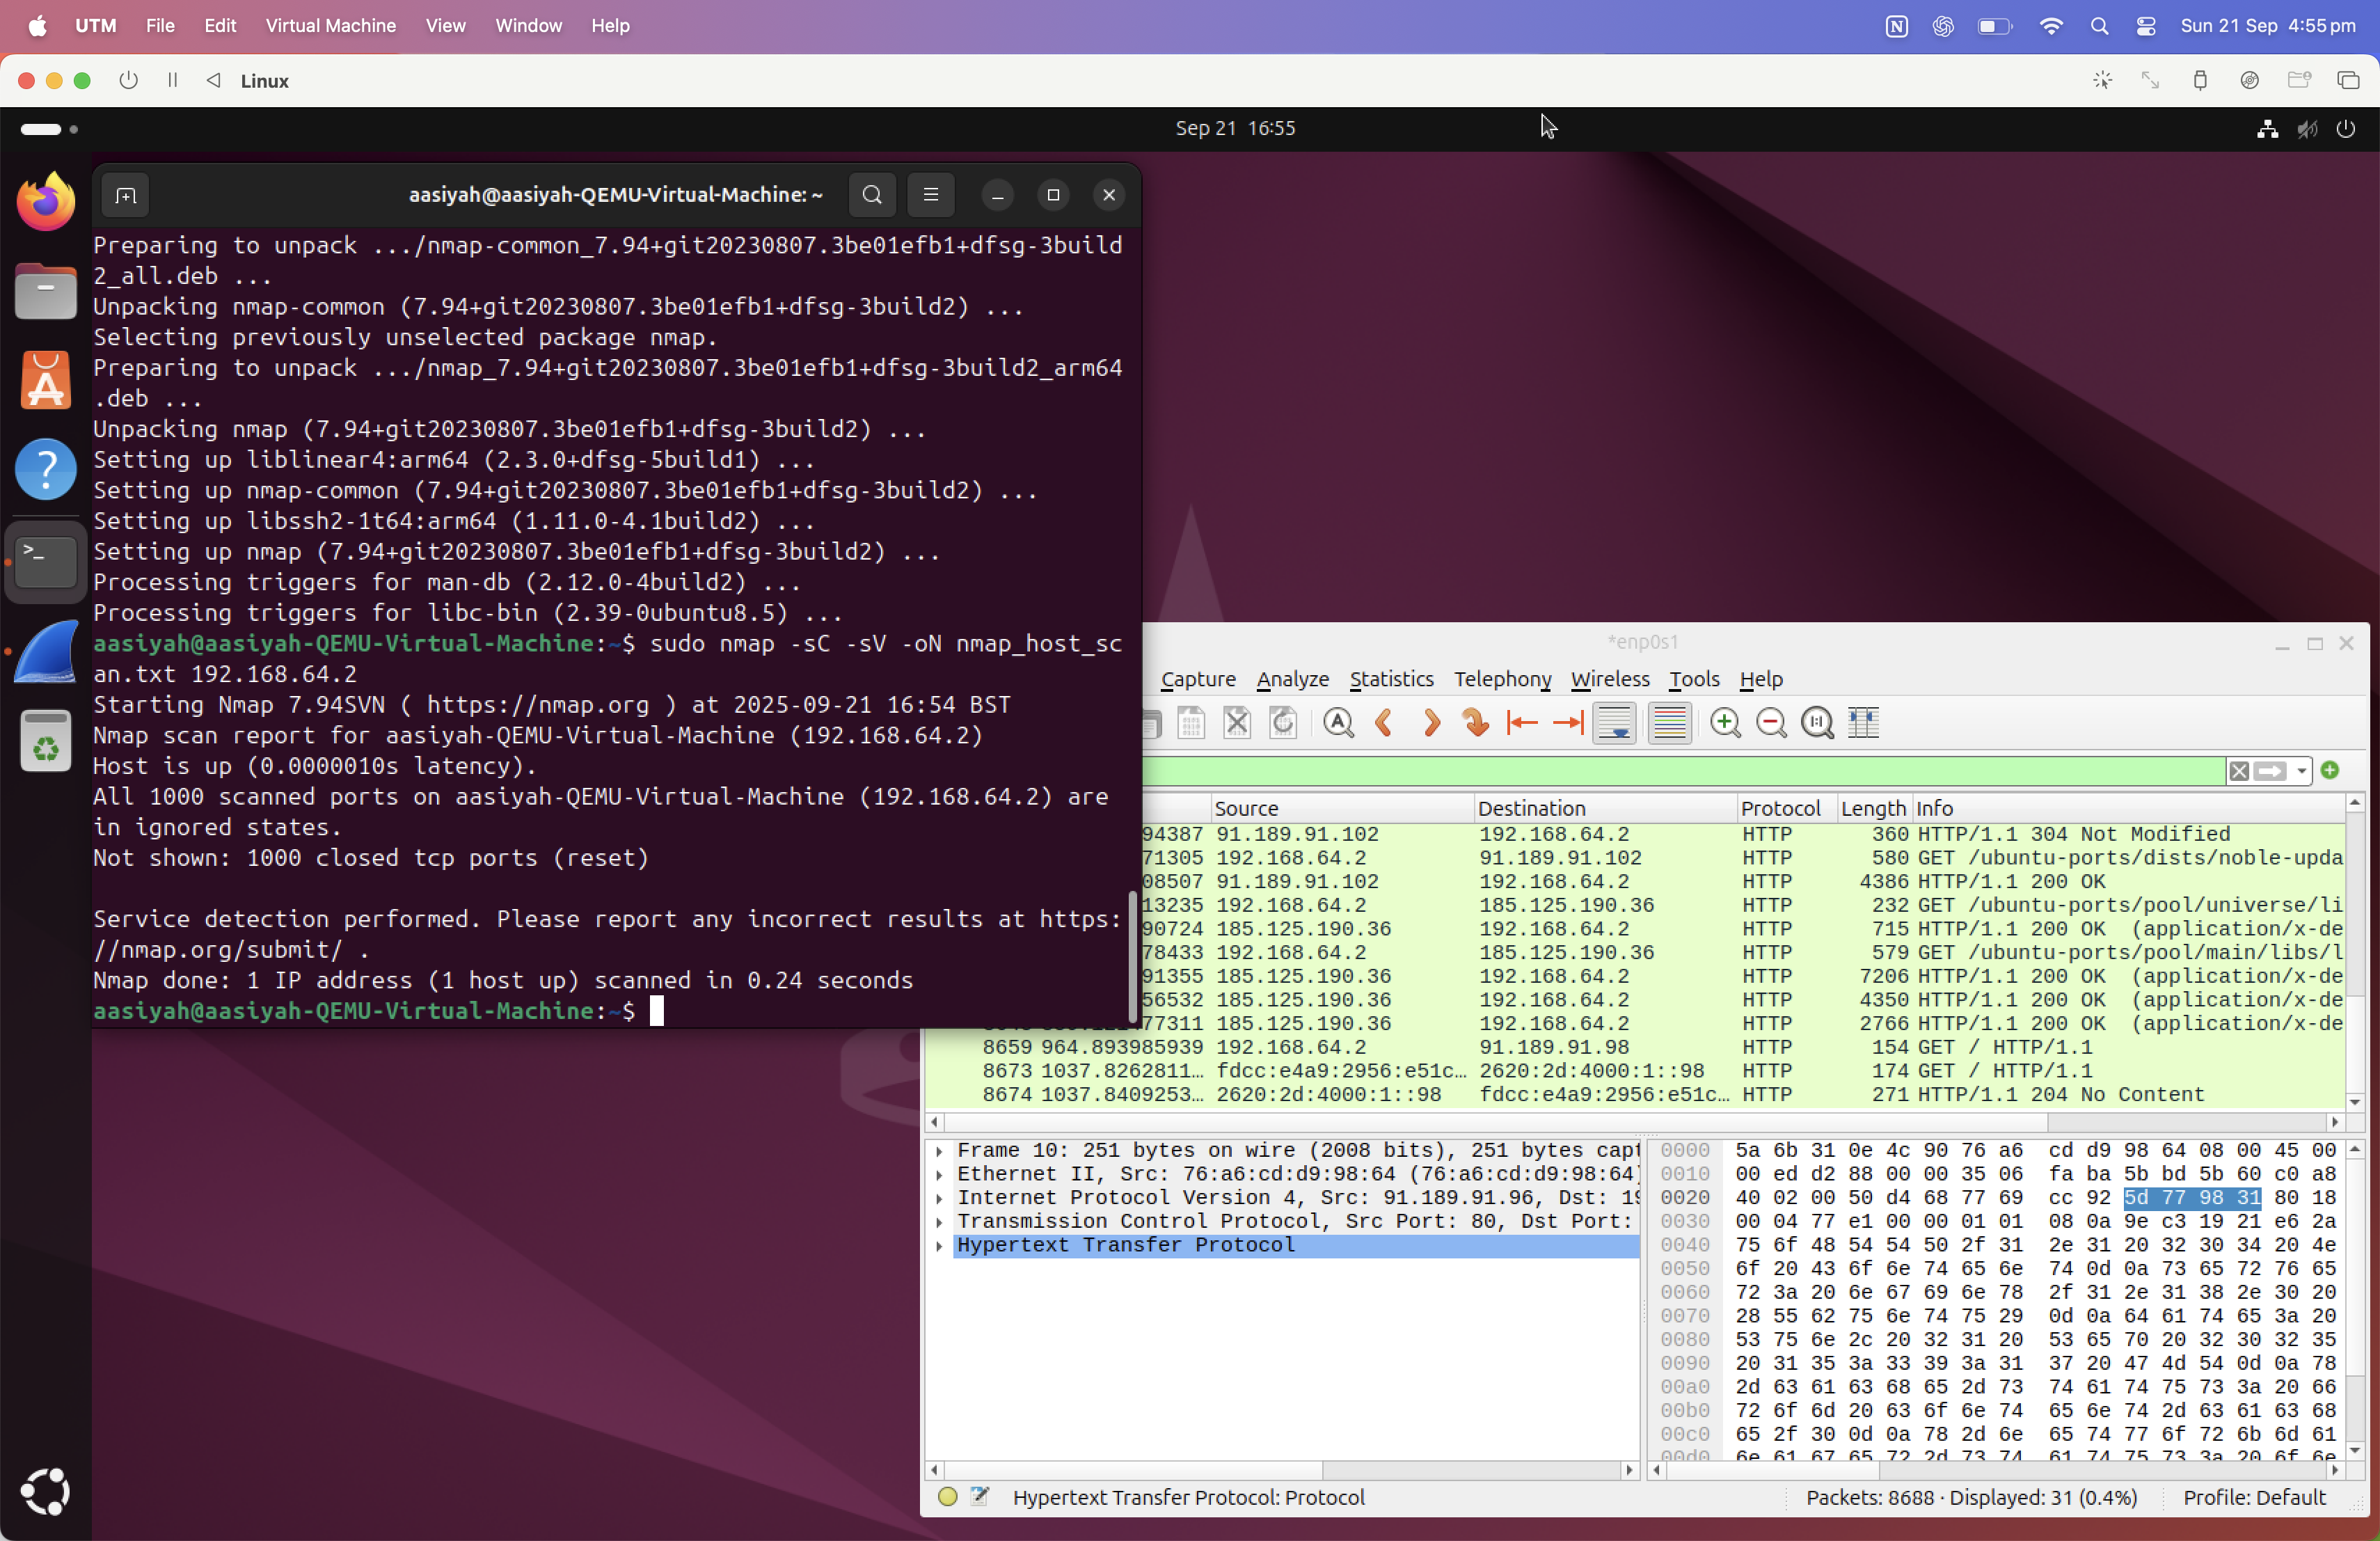 UTM File Edit Virtual Machine View Window Help Sun 21 Sep 4:55 pm
Linux
Sep 21 16:55
aasiyah@aasiyah-QEMU-Virtual-Machine: ~
Preparing to unpack .../nmap-common_7.94+git20230807.3be01efb1+dfsg-3build
2_all.deb ...
Unpacking nmap-common (7.94+git20230807.3be01efb1+dfsg-3build2) ...
Selecting previously unselected package nmap.
Preparing to unpack .../nmap_7.94+git20230807.3be01efb1+dfsg-3build2_arm64
.deb ...
Unpacking nmap (7.94+git20230807.3be01efb1+dfsg-3build2) ...
Setting up liblinear4:arm64 (2.3.0+dfsg-5build1) ...
Setting up nmap-common (7.94+git20230807.3be01efb1+dfsg-3build2) ...
Setting up libssh2-1t64:arm64 (1.11.0-4.1build2) ...
Setting up nmap (7.94+git20230807.3be01efb1+dfsg-3build2) ...
Processing triggers for man-db (2.12.0-4build2) ...
Processing triggers for libc-bin (2.39-0ubuntu8.5) ...
aasiyah@aasiyah-QEMU-Virtual-Machine:~$ sudo nmap -sC -sV -oN nmap_host_sc
an.txt 192.168.64.2
Starting Nmap 7.94SVN ( https://nmap.org ) at 2025-09-21 16:54 BST
Nmap scan report for aasiyah-QEMU-Virtual-Machine (192.168.64.2)
Host is up (0.0000010s latency).
All 1000 scanned ports on aasiyah-QEMU-Virtual-Machine (192.168.64.2) are
in ignored states.
Not shown: 1000 closed tcp ports (reset)
Service detection performed. Please report any incorrect results at https:
//nmap.org/submit/ .
Nmap done: 1 IP address (1 host up) scanned in 0.24 seconds
aasiyah@aasiyah-QEMU-Virtual-Machine:~$
*enp0s1
Capture Analyze Statistics Telephony Wireless Tools Help
Source Destination Protocol Length Info
94387 91.189.91.102 192.168.64.2 HTTP 360 HTTP/1.1 304 Not Modified
71305 192.168.64.2 91.189.91.102 HTTP 580 GET /ubuntu-ports/dists/noble-upda
08507 91.189.91.102 192.168.64.2 HTTP 4386 HTTP/1.1 200 OK
13235 192.168.64.2 185.125.190.36 HTTP 232 GET /ubuntu-ports/pool/universe/li
90724 185.125.190.36 192.168.64.2 HTTP 715 HTTP/1.1 200 OK (application/x-de
78433 192.168.64.2 185.125.190.36 HTTP 579 GET /ubuntu-ports/pool/main/libs/l
91355 185.125.190.36 192.168.64.2 HTTP 7206 HTTP/1.1 200 OK (application/x-de
56532 185.125.190.36 192.168.64.2 HTTP 4350 HTTP/1.1 200 OK (application/x-de
77311 185.125.190.36 192.168.64.2 HTTP 2766 HTTP/1.1 200 OK (application/x-de
8659 964.893985939 192.168.64.2 91.189.91.98 HTTP 154 GET / HTTP/1.1
8673 1037.8262811… fdcc:e4a9:2956:e51c… 2620:2d:4000:1::98 HTTP 174 GET / HTTP/1.1
8674 1037.8409253… 2620:2d:4000:1::98 fdcc:e4a9:2956:e51c… HTTP 271 HTTP/1.1 204 No Content
Frame 10: 251 bytes on wire (2008 bits), 251 bytes capt
Ethernet II, Src: 76:a6:cd:d9:98:64 (76:a6:cd:d9:98:64)
Internet Protocol Version 4, Src: 91.189.91.96, Dst: 19
Transmission Control Protocol, Src Port: 80, Dst Port:
Hypertext Transfer Protocol
0000 5a 6b 31 0e 4c 90 76 a6 cd d9 98 64 08 00 45 00
0010 00 ed d2 88 00 00 35 06 fa ba 5b bd 5b 60 c0 a8
0020 40 02 00 50 d4 68 77 69 cc 92 5d 77 98 31 80 18
0030 00 04 77 e1 00 00 01 01 08 0a 9e c3 19 21 e6 2a
0040 75 6f 48 54 54 50 2f 31 2e 31 20 32 30 34 20 4e
0050 6f 20 43 6f 6e 74 65 6e 74 0d 0a 73 65 72 76 65
0060 72 3a 20 6e 67 69 6e 78 2f 31 2e 31 38 2e 30 20
0070 28 55 62 75 6e 74 75 29 0d 0a 64 61 74 65 3a 20
0080 53 75 6e 2c 20 32 31 20 53 65 70 20 32 30 32 35
0090 20 31 35 3a 33 39 3a 31 37 20 47 4d 54 0d 0a 78
00a0 2d 63 61 63 68 65 2d 73 74 61 74 75 73 3a 20 66
00b0 72 6f 6d 20 63 6f 6e 74 65 6e 74 2d 63 61 63 68
00c0 65 2f 30 0d 0a 78 2d 6e 65 74 77 6f 72 6b 6d 61
00d0 6e 61 67 65 72 2d 73 74 61 74 75 73 3a 20 6f 6e
Hypertext Transfer Protocol: Protocol Packets: 8688 · Displayed: 31 (0.4%) Profile: Default